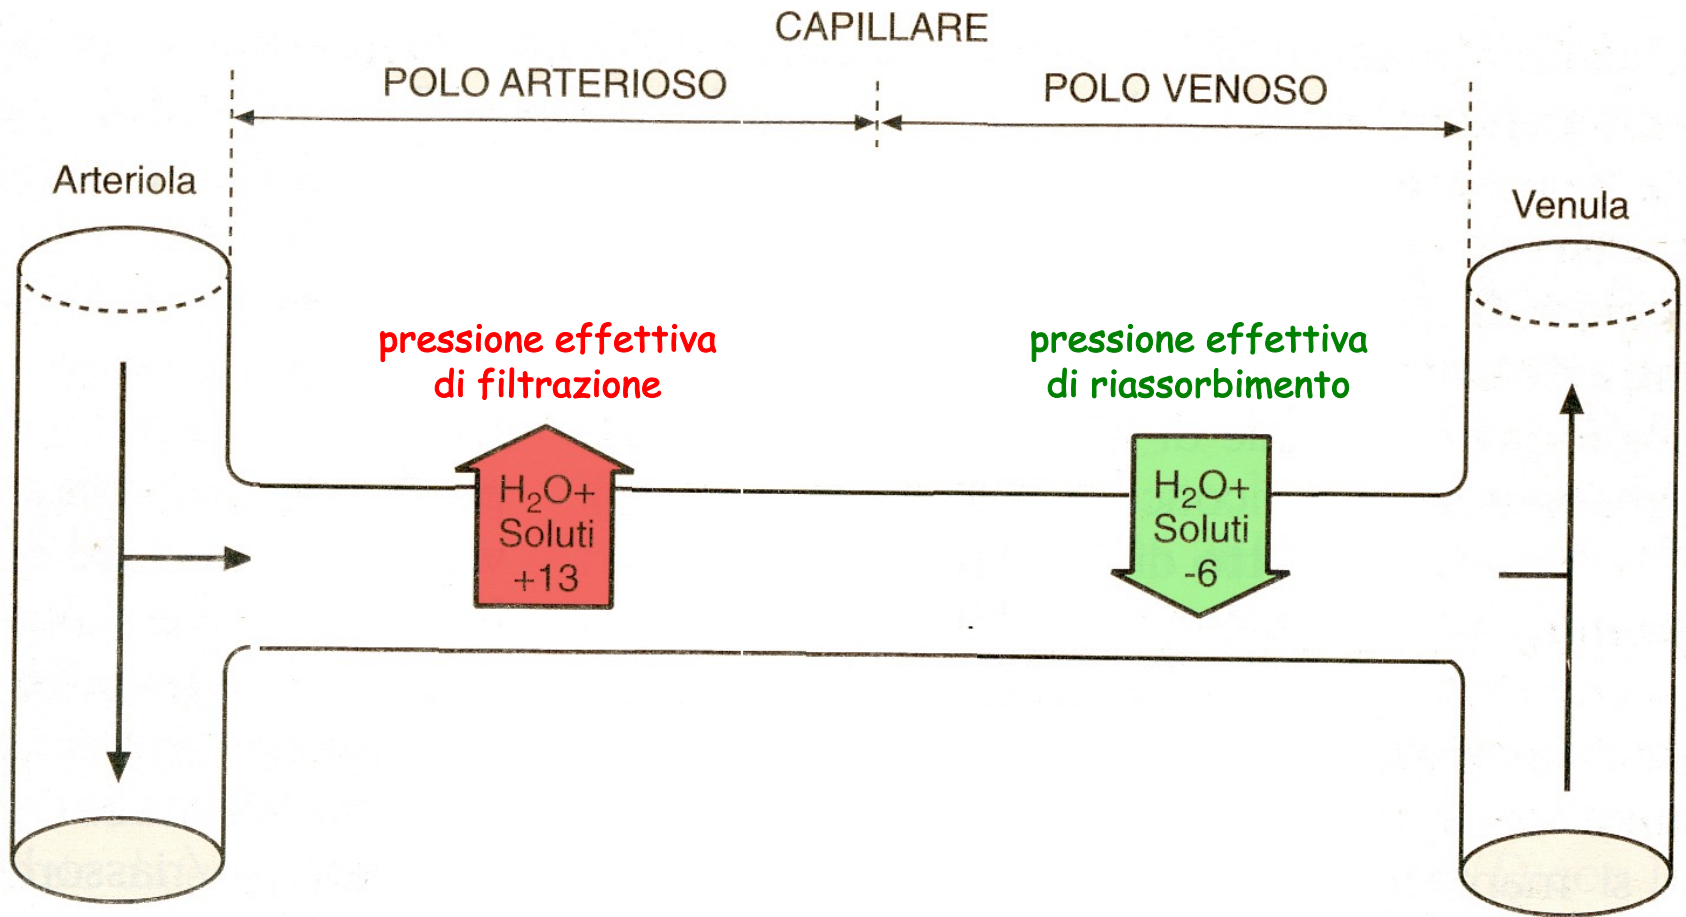 CAPILLARE
POLO ARTERIOSO
POLO VENOSO
Arteriola
Venula
pressione effettiva
di filtrazione
pressione effettiva
di riassorbimento
H₂O+
Soluti
+13
H₂O+
Soluti
-6